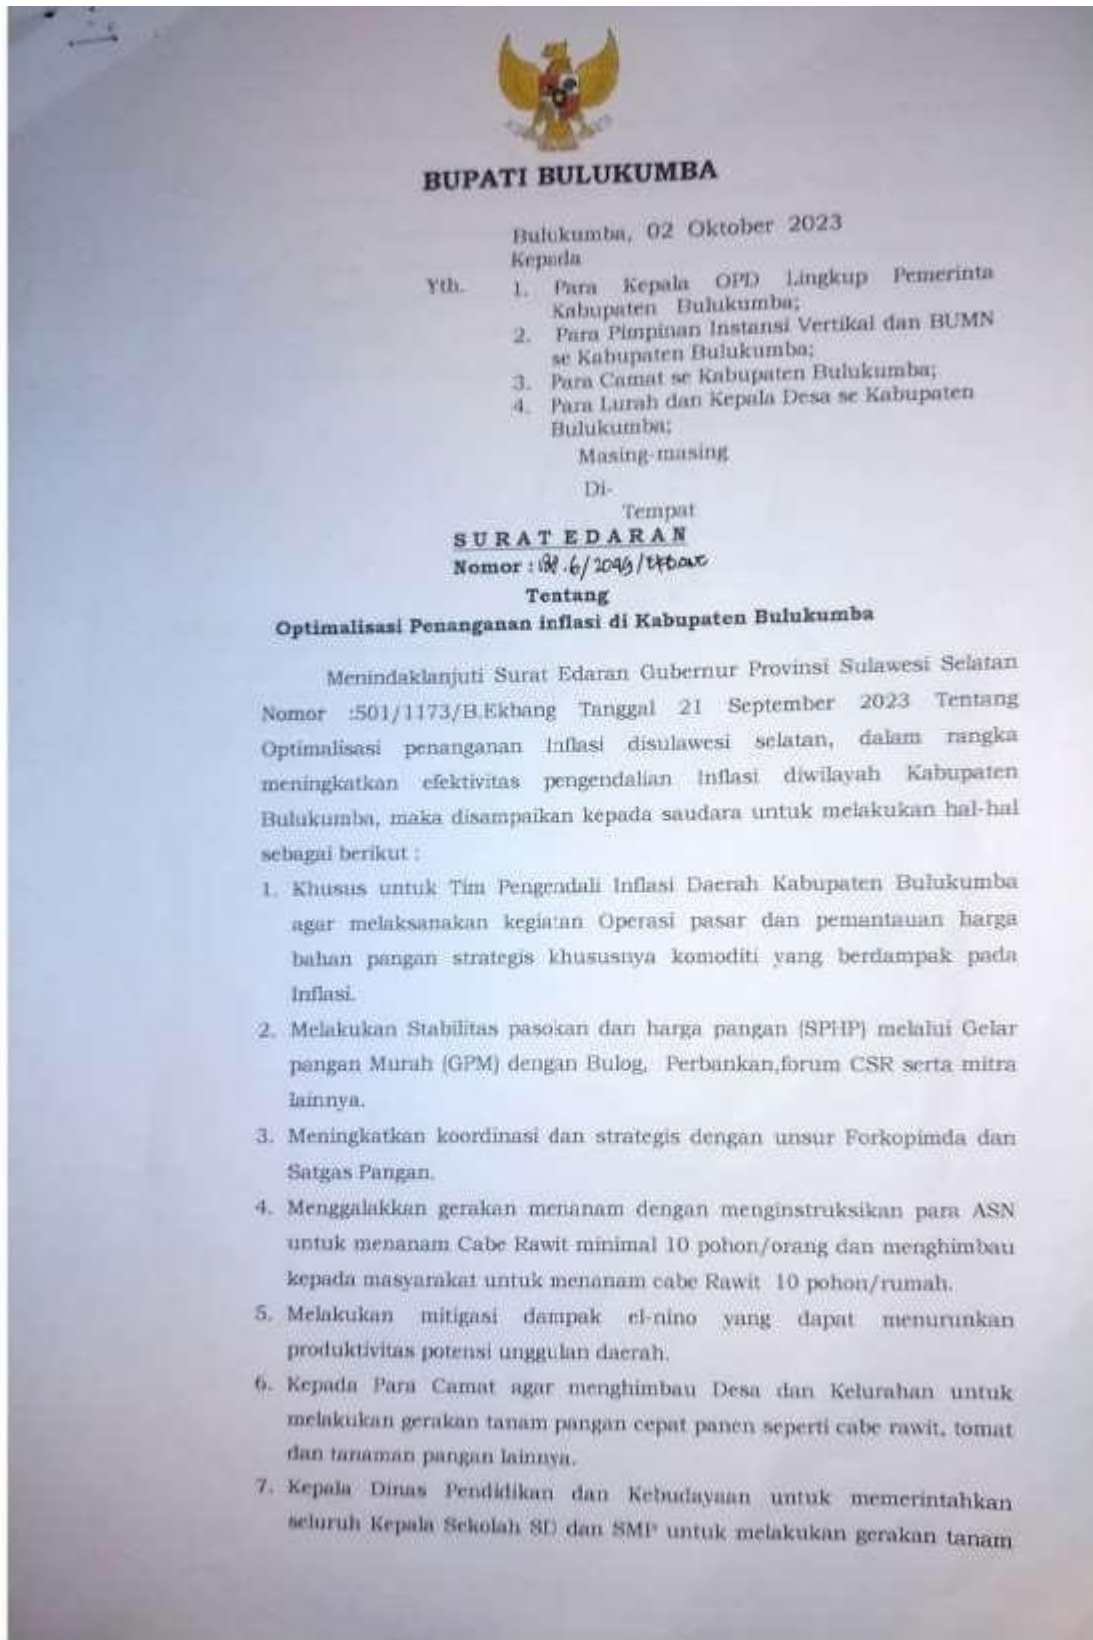 BUPATI BULUKUMBA
Bulukumba, 02 Oktober 2023
Kepada
Yth. 1. Para Kepala OPD Lingkup Pemerinta
Kabupaten Bulukumba;
2. Para Pimpinan Instansi Vertikal dan BUMN
se Kabupaten Bulukumba;
3. Para Camat se Kabupaten Bulukumba;
4. Para Lurah dan Kepala Desa se Kabupaten
Bulukumba;
Masing-masing
Di-
Tempat
SURAT EDARAN
Nomor :
Tentang
Optimalisasi Penanganan inflasi di Kabupaten Bulukumba
Menindaklanjuti Surat Edaran Gubernur Provinsi Sulawesi Selatan
Nomor :501/1173/B.Ekbang Tanggal 21 September 2023 Tentang
Optimalisasi penanganan Inflasi disulawesi selatan, dalam rangka
meningkatkan efektivitas pengendalian Inflasi diwilayah Kabupaten
Bulukumba, maka disampaikan kepada saudara untuk melakukan hal-hal
sebagai berikut :
1. Khusus untuk Tim Pengendali Inflasi Daerah Kabupaten Bulukumba
agar melaksanakan kegiatan Operasi pasar dan pemantauan harga
bahan pangan strategis khususnya komoditi yang berdampak pada
Inflasi.
2. Melakukan Stabilitas pasokan dan harga pangan (SPHP) melalui Gelar
pangan Murah (GPM) dengan Bulog, Perbankan,forum CSR serta mitra
lainnya.
3. Meningkatkan koordinasi dan strategis dengan unsur Forkopimda dan
Satgas Pangan.
4. Menggalakkan gerakan menanam dengan menginstruksikan para ASN
untuk menanam Cabe Rawit minimal 10 pohon/orang dan menghimbau
kepada masyarakat untuk menanam cabe Rawit 10 pohon/rumah.
5. Melakukan mitigasi dampak el-nino yang dapat menurunkan
produktivitas potensi unggulan daerah.
6. Kepada Para Camat agar menghimbau Desa dan Kelurahan untuk
melakukan gerakan tanam pangan cepat panen seperti cabe rawit, tomat
dan tanaman pangan lainnya.
7. Kepala Dinas Pendidikan dan Kebudayaan untuk memerintahkan
seluruh Kepala Sekolah SD dan SMP untuk melakukan gerakan tanam